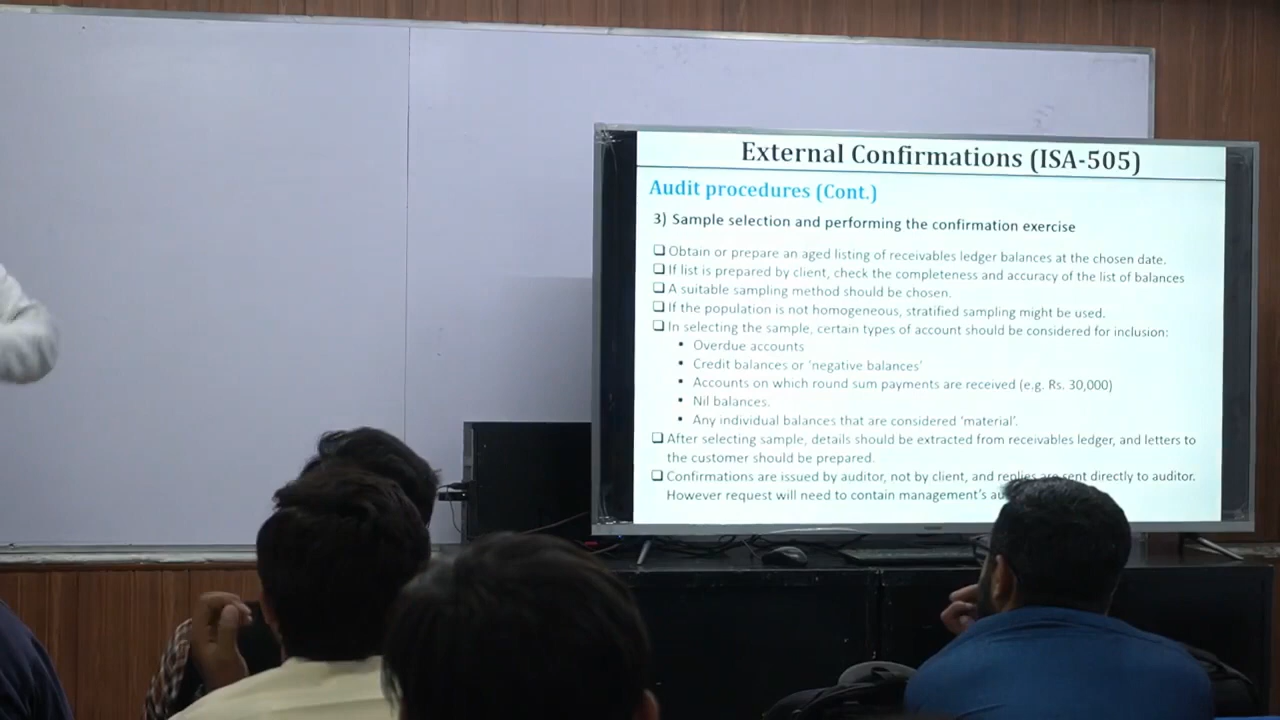 External Confirmations (ISA-505)
Audit procedures (Cont.)
3) Sample selection and performing the confirmation exercise
❑ Obtain or prepare an aged listing of receivables ledger balances at the chosen date.
❑ If list is prepared by client, check the completeness and accuracy of the list of balances
❑ A suitable sampling method should be chosen.
❑ If the population is not homogeneous, stratified sampling might be used.
❑ In selecting the sample, certain types of account should be considered for inclusion:
▪ Overdue accounts
▪ Credit balances or 'negative balances'
▪ Accounts on which round sum payments are received (e.g. Rs. 30,000)
▪ Nil balances.
▪ Any individual balances that are considered 'material'.
❑ After selecting sample, details should be extracted from receivables ledger, and letters to
the customer should be prepared.
❑ Confirmations are issued by auditor, not by client, and replies are sent directly to auditor.
However request will need to contain management's